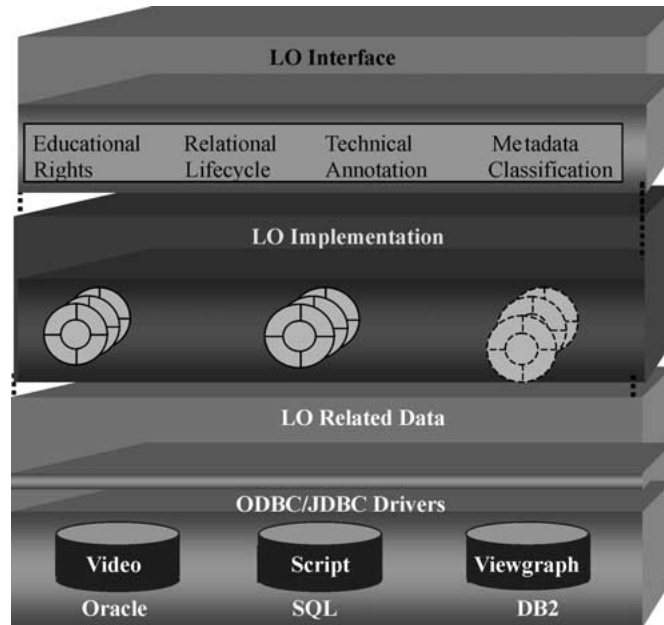 LO Interface
Educational Relational Technical Metadata
Rights Lifecycle Annotation Classification
LO Implementation
LO Related Data
ODBC/JDBC Drivers
Video Script Viewgraph
Oracle SQL DB2